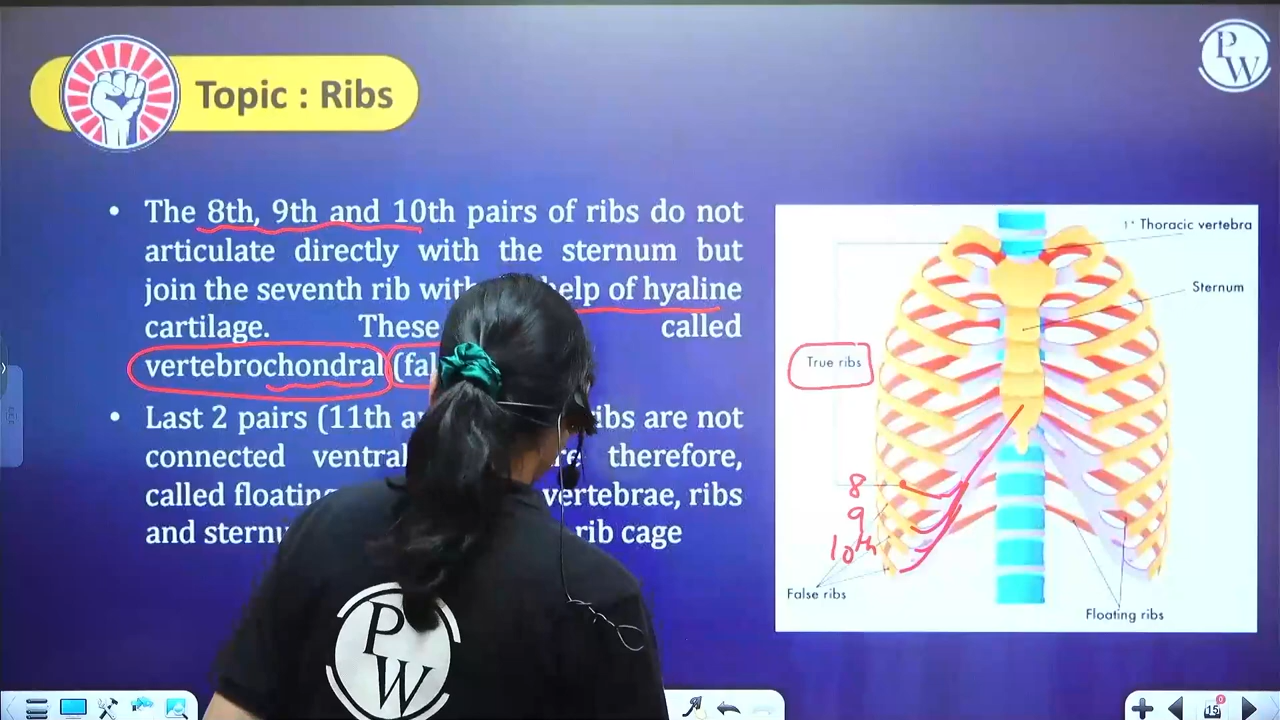 PW
Topic : Ribs
• The 8th, 9th and 10th pairs of ribs do not
articulate directly with the sternum but
join the seventh rib with help of hyaline
cartilage. These called
vertebrochondral (fal
• Last 2 pairs (11th a ribs are not
connected ventral therefore,
called floating vertebrae, ribs
and sternu rib cage
Thoracic vertebra
Sternum
True ribs
8
9
10th
False ribs
Floating ribs
PW
15